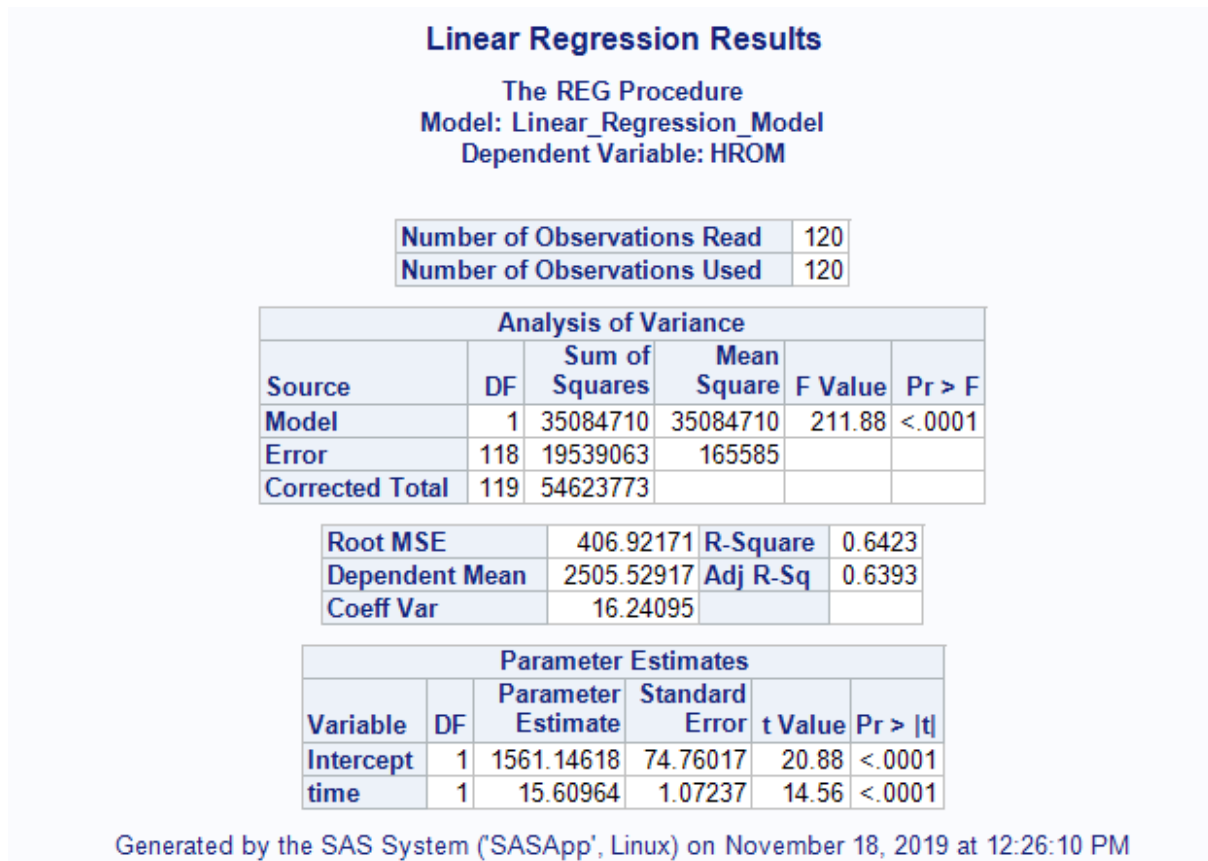 Linear Regression Results
The REG Procedure
Model: Linear_Regression_Model
Dependent Variable: HROM
Number of Observations Read 120
Number of Observations Used 120
Analysis of Variance
Source DF Sum of Squares Mean Square F Value Pr > F
Model 1 35084710 35084710 211.88 <.0001
Error 118 19539063 165585
Corrected Total 119 54623773
Root MSE 406.92171 R-Square 0.6423
Dependent Mean 2505.52917 Adj R-Sq 0.6393
Coeff Var 16.24095
Parameter Estimates
Variable DF Parameter Estimate Standard Error t Value Pr > |t|
Intercept 1 1561.14618 74.76017 20.88 <.0001
time 1 15.60964 1.07237 14.56 <.0001
Generated by the SAS System ('SASApp', Linux) on November 18, 2019 at 12:26:10 PM